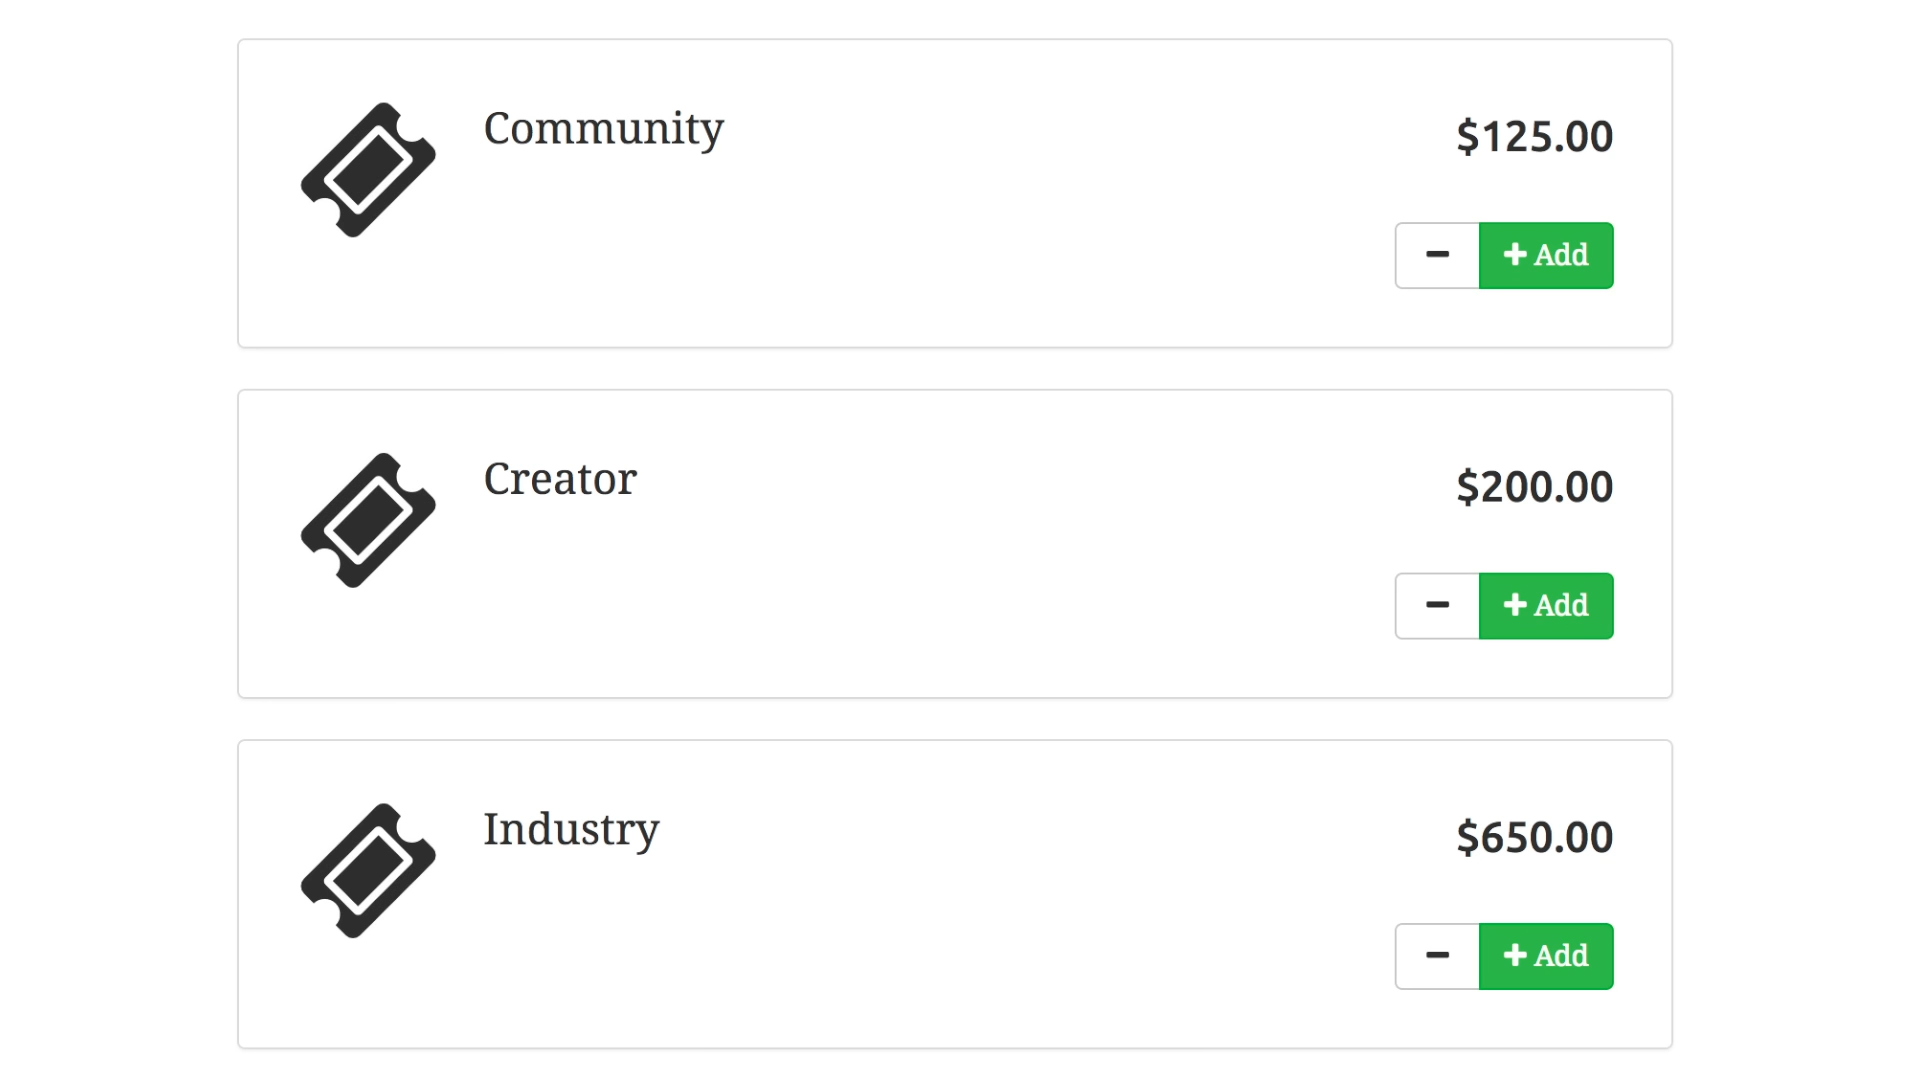 Community
$125.00
Add
Creator
$200.00
Add
Industry
$650.00
Add